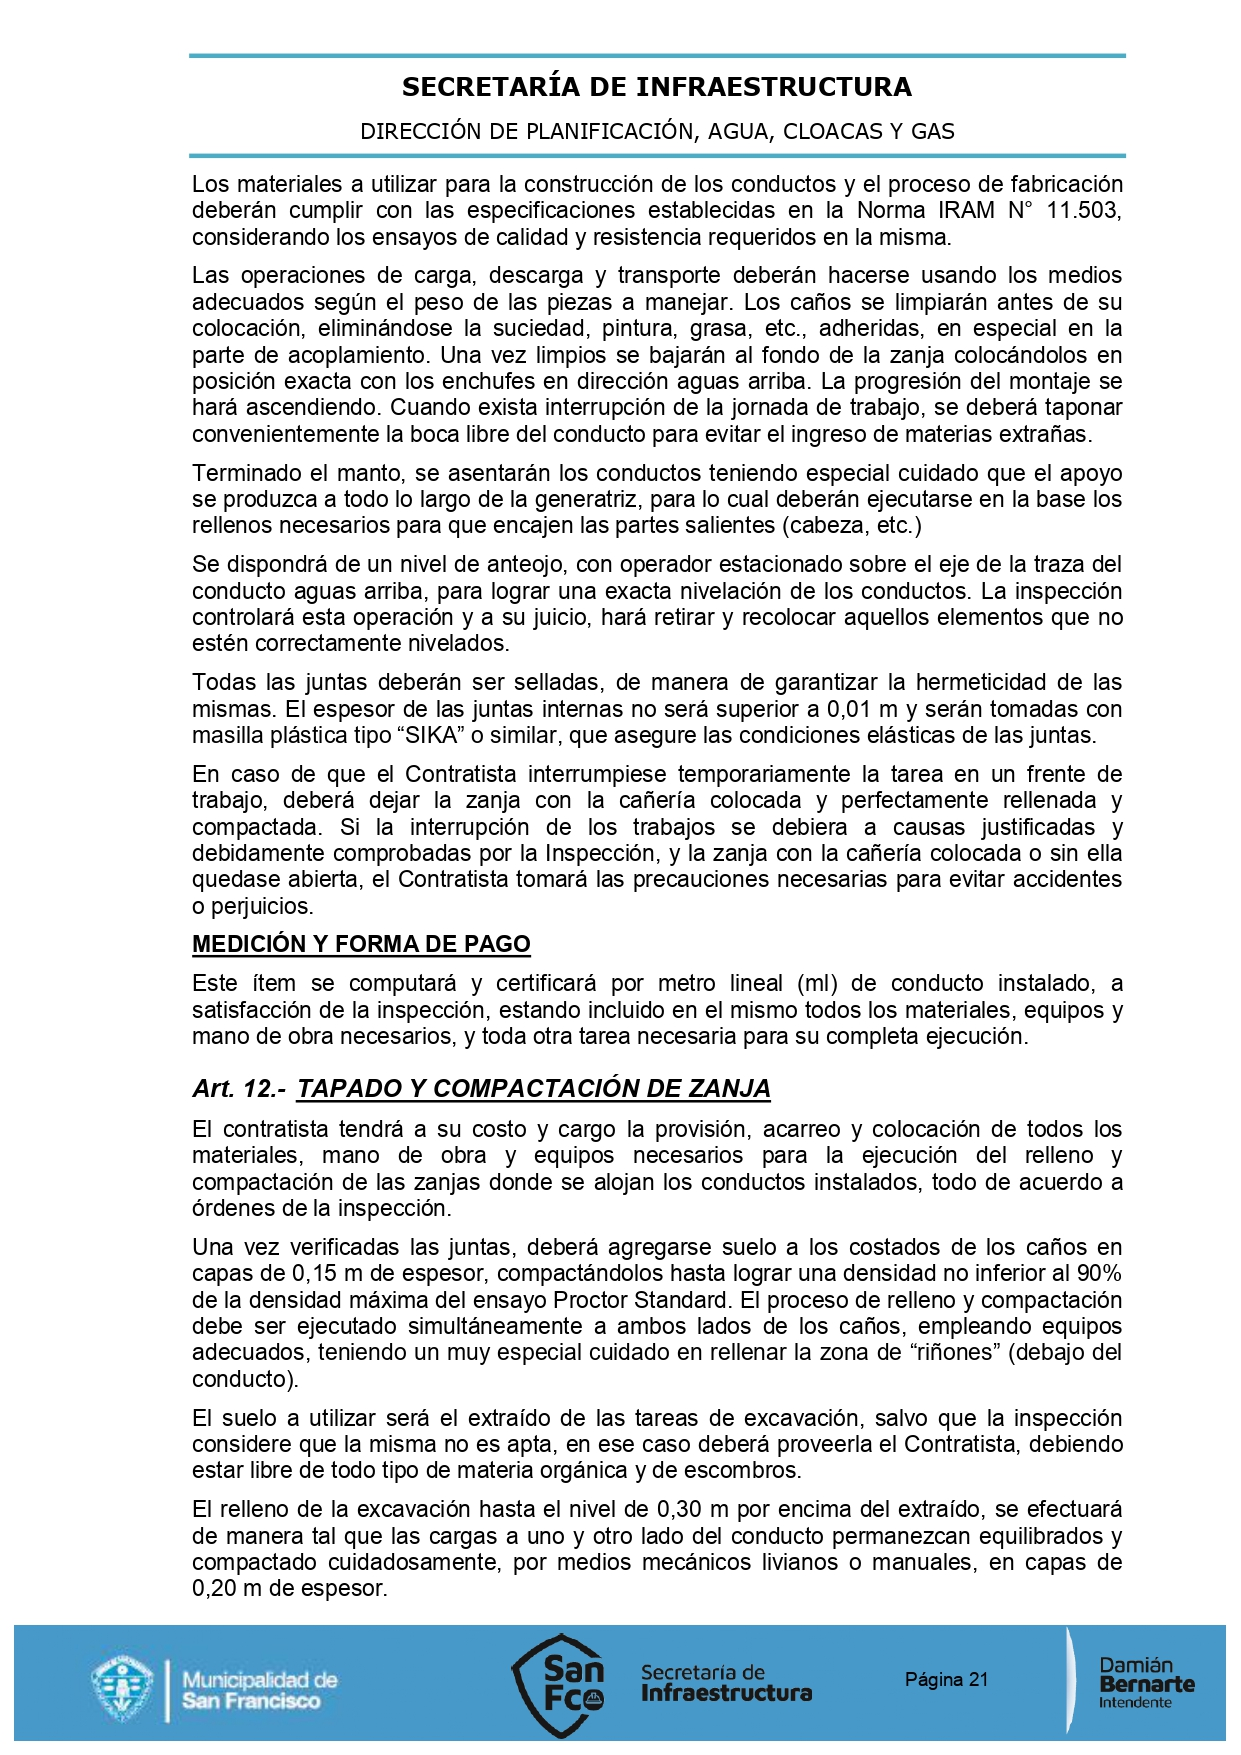 SECRETARÍA DE INFRAESTRUCTURA
DIRECCIÓN DE PLANIFICACIÓN, AGUA, CLOACAS Y GAS
Los materiales a utilizar para la construcción de los conductos y el proceso de fabricación
deberán cumplir con las especificaciones establecidas en la Norma IRAM N° 11.503,
considerando los ensayos de calidad y resistencia requeridos en la misma.
Las operaciones de carga, descarga y transporte deberán hacerse usando los medios
adecuados según el peso de las piezas a manejar. Los caños se limpiarán antes de su
colocación, eliminándose la suciedad, pintura, grasa, etc., adheridas, en especial en la
parte de acoplamiento. Una vez limpios se bajarán al fondo de la zanja colocándolos en
posición exacta con los enchufes en dirección aguas arriba. La progresión del montaje se
hará ascendiendo. Cuando exista interrupción de la jornada de trabajo, se deberá taponar
convenientemente la boca libre del conducto para evitar el ingreso de materias extrañas.
Terminado el manto, se asentarán los conductos teniendo especial cuidado que el apoyo
se produzca a todo lo largo de la generatriz, para lo cual deberán ejecutarse en la base los
rellenos necesarios para que encajen las partes salientes (cabeza, etc.)
Se dispondrá de un nivel de anteojo, con operador estacionado sobre el eje de la traza del
conducto aguas arriba, para lograr una exacta nivelación de los conductos. La inspección
controlará esta operación y a su juicio, hará retirar y recolocar aquellos elementos que no
estén correctamente nivelados.
Todas las juntas deberán ser selladas, de manera de garantizar la hermeticidad de las
mismas. El espesor de las juntas internas no será superior a 0,01 m y serán tomadas con
masilla plástica tipo “SIKA” o similar, que asegure las condiciones elásticas de las juntas.
En caso de que el Contratista interrumpiese temporariamente la tarea en un frente de
trabajo, deberá dejar la zanja con la cañería colocada y perfectamente rellenada y
compactada. Si la interrupción de los trabajos se debiera a causas justificadas y
debidamente comprobadas por la Inspección, y la zanja con la cañería colocada o sin ella
quedase abierta, el Contratista tomará las precauciones necesarias para evitar accidentes
o perjuicios.
MEDICIÓN Y FORMA DE PAGO
Este ítem se computará y certificará por metro lineal (ml) de conducto instalado, a
satisfacción de la inspección, estando incluido en el mismo todos los materiales, equipos y
mano de obra necesarios, y toda otra tarea necesaria para su completa ejecución.
Art. 12.- TAPADO Y COMPACTACIÓN DE ZANJA
El contratista tendrá a su costo y cargo la provisión, acarreo y colocación de todos los
materiales, mano de obra y equipos necesarios para la ejecución del relleno y
compactación de las zanjas donde se alojan los conductos instalados, todo de acuerdo a
órdenes de la inspección.
Una vez verificadas las juntas, deberá agregarse suelo a los costados de los caños en
capas de 0,15 m de espesor, compactándolos hasta lograr una densidad no inferior al 90%
de la densidad máxima del ensayo Proctor Standard. El proceso de relleno y compactación
debe ser ejecutado simultáneamente a ambos lados de los caños, empleando equipos
adecuados, teniendo un muy especial cuidado en rellenar la zona de “riñones” (debajo del
conducto).
El suelo a utilizar será el extraído de las tareas de excavación, salvo que la inspección
considere que la misma no es apta, en ese caso deberá proveerla el Contratista, debiendo
estar libre de todo tipo de materia orgánica y de escombros.
El relleno de la excavación hasta el nivel de 0,30 m por encima del extraído, se efectuará
de manera tal que las cargas a uno y otro lado del conducto permanezcan equilibrados y
compactado cuidadosamente, por medios mecánicos livianos o manuales, en capas de
0,20 m de espesor.
Municipalidad de
San Francisco
San
Fco
Secretaría de
Infraestructura
Página 21
Damián
Bernarte
Intendente